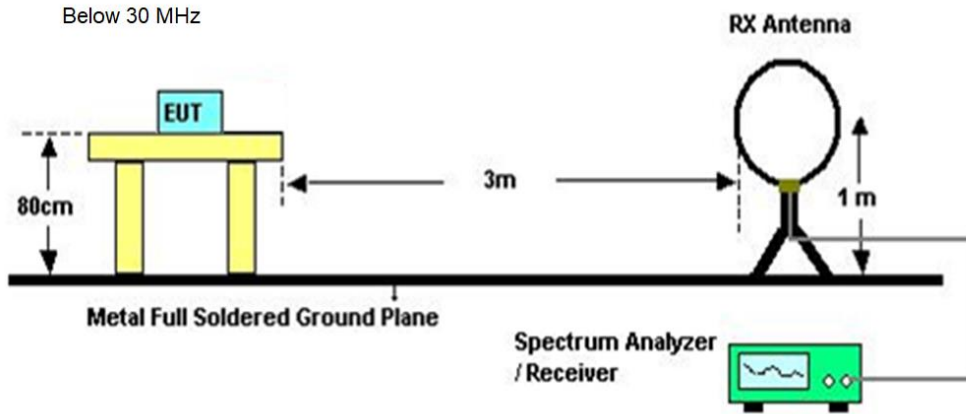 Below 30 MHz
RX Antenna
EUT
80cm
3m
1 m
Metal Full Soldered Ground Plane
Spectrum Analyzer
/ Receiver